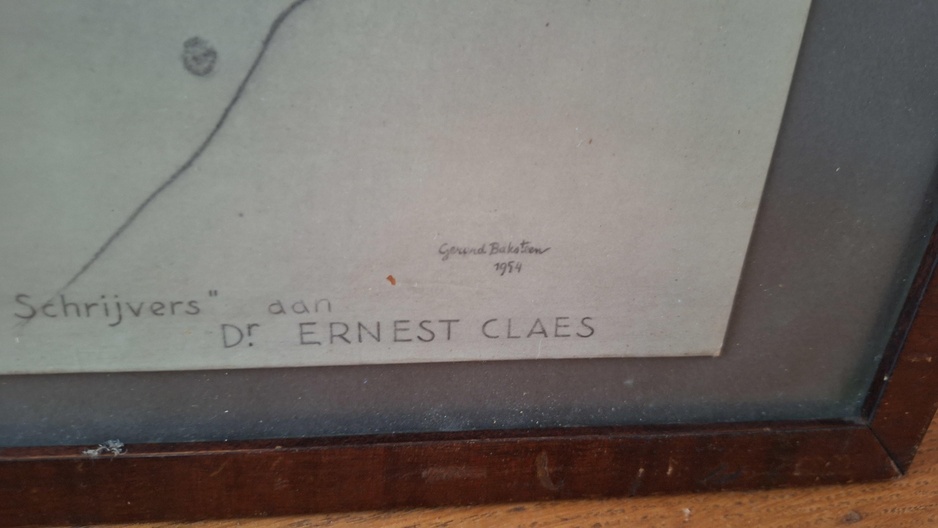 Gerard Bakstien
1954
Schrijvers" aan
Dr ERNEST CLAES